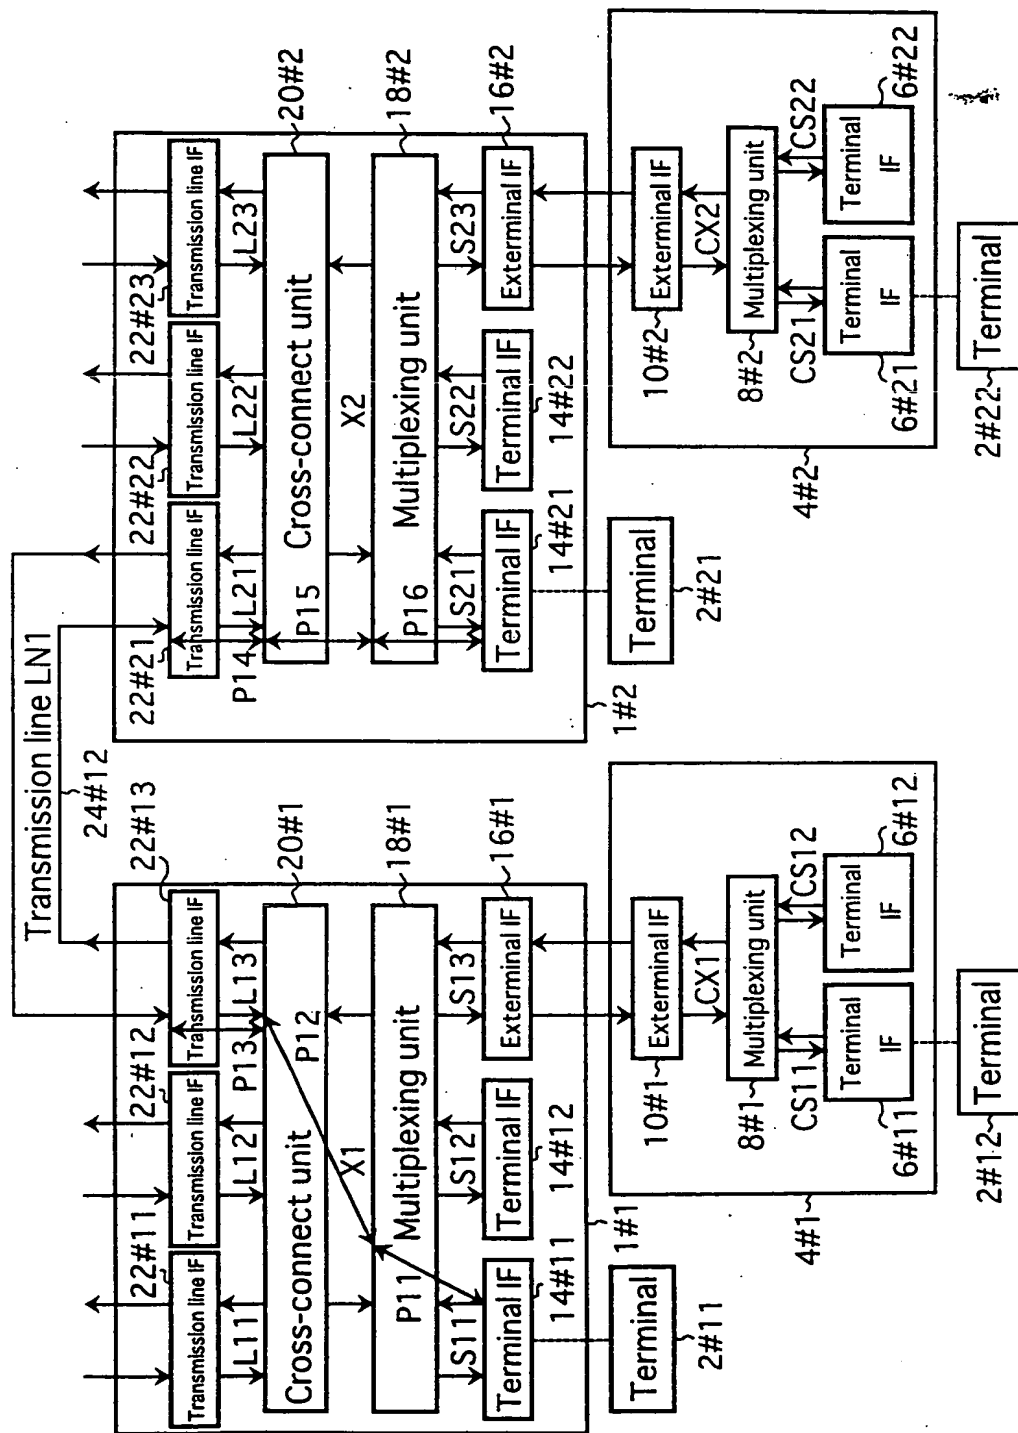 Transmission line LN1
24#12
22#11
22#12
22#13
Transmission line IF
Transmission line IF
Transmission line IF
L11
L12
P13
L13
Cross-connect unit
P12
20#1
X1
P11
Multiplexing unit
18#1
S11
S12
S13
Terminal IF
Terminal IF
Exterminal IF
16#1
14#11
14#12
1#1
Terminal
2#11
Exterminal IF
10#1
CX1
Multiplexing unit
8#1
CS11
CS12
Terminal
IF
Terminal
IF
6#11
6#12
4#1
Terminal
2#12
22#21
22#22
22#23
Transmission line IF
Transmission line IF
Transmission line IF
P14
L21
L22
L23
P15
Cross-connect unit
20#2
X2
P16
Multiplexing unit
18#2
S21
S22
S23
Terminal IF
Terminal IF
Exterminal IF
16#2
14#21
14#22
1#2
Terminal
2#21
Exterminal IF
10#2
CX2
Multiplexing unit
8#2
CS21
CS22
Terminal
IF
Terminal
IF
6#21
6#22
4#2
Terminal
2#22